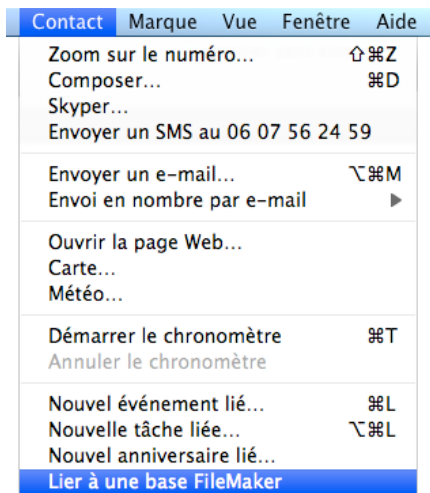 Contact Marque Vue Fenêtre Aide
Zoom sur le numéro... ⇧⌘Z
Composer... ⌘D
Skyper...
Envoyer un SMS au 06 07 56 24 59
Envoyer un e-mail... ⌥⌘M
Envoi en nombre par e-mail ▶
Ouvrir la page Web...
Carte...
Météo...
Démarrer le chronomètre ⌘T
Annuler le chronomètre
Nouvel événement lié... ⌘L
Nouvelle tâche liée... ⌥⌘L
Nouvel anniversaire lié...
Lier à une base FileMaker